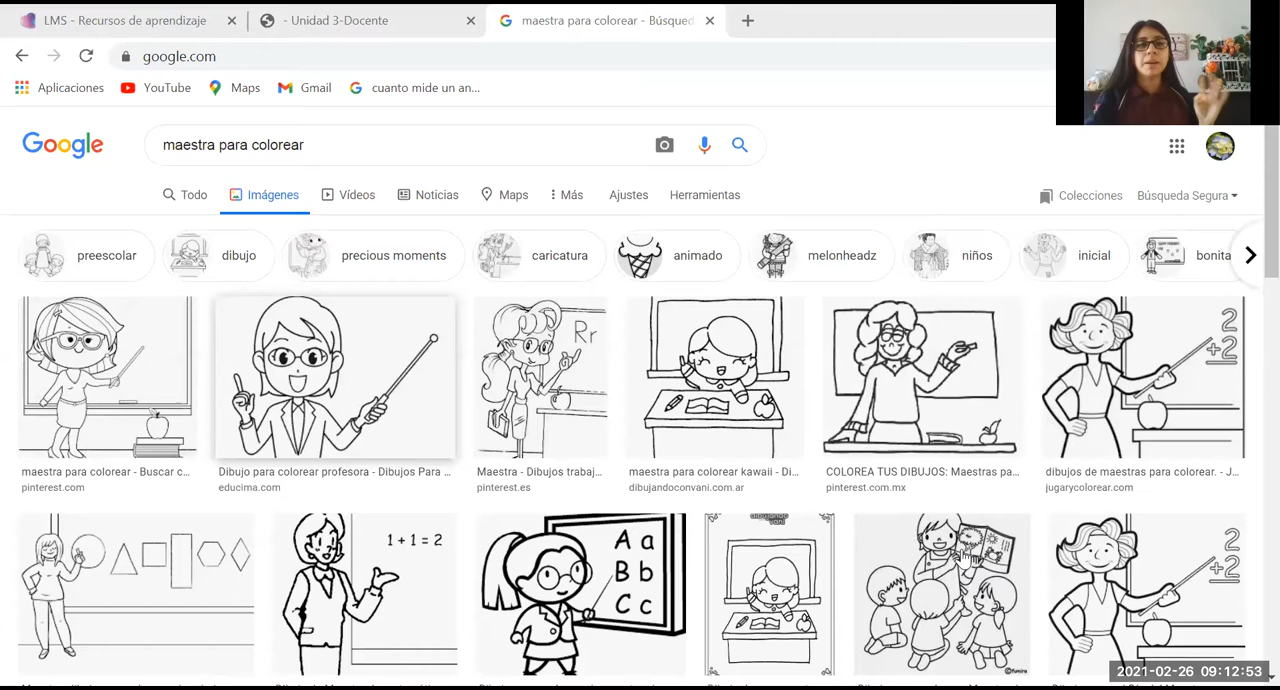 LMS - Recursos de aprendizaje
- Unidad 3-Docente
maestra para colorear - Búsqued
google.com
Aplicaciones
YouTube
Maps
Gmail
cuanto mide un an...
Google
maestra para colorear
Todo
Imágenes
Vídeos
Noticias
Maps
Más
Ajustes
Herramientas
Colecciones
Búsqueda Segura
preescolar
dibujo
precious moments
caricatura
animado
melonheadz
niños
inicial
bonita
Rr
2
+2
maestra para colorear - Buscar c...
pinterest.com
Dibujo para colorear profesora - Dibujos Para ...
educima.com
Maestra - Dibujos trabaj...
pinterest.es
maestra para colorear kawaii - Di...
dibujandoconvani.com.ar
COLOREA TUS DIBUJOS: Maestras pa...
pinterest.com.mx
dibujos de maestras para colorear. - J...
jugarycolorear.com
1+1=2
A a
B b
C c
dibujando
vani
©fumira
2
+2
2021-02-26 09:12:53